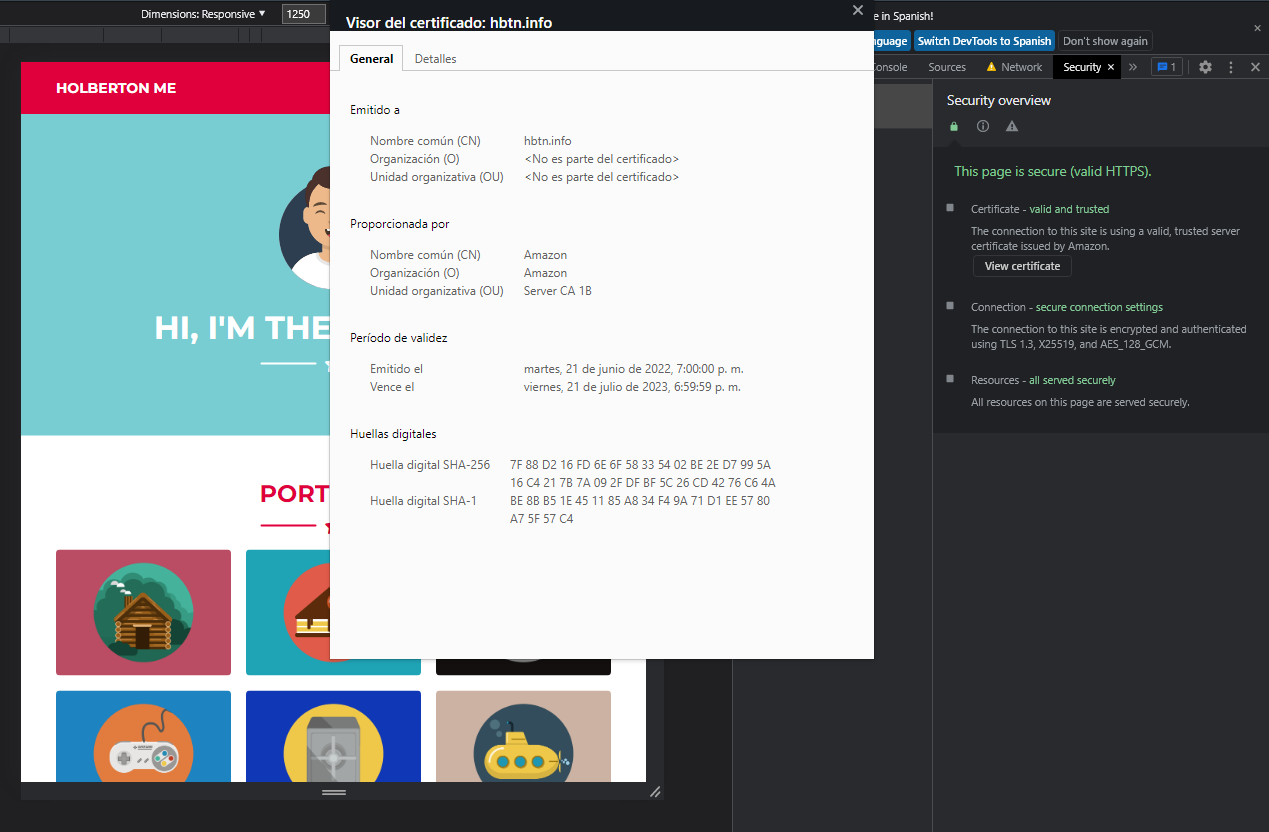 Dimensions: Responsive ▼ 1250
HOLBERTON ME
HI, I'M THE
PORT
Visor del certificado: hbtn.info
General Detalles
Emitido a
Nombre común (CN) hbtn.info
Organización (O) <No es parte del certificado>
Unidad organizativa (OU) <No es parte del certificado>
Proporcionada por
Nombre común (CN) Amazon
Organización (O) Amazon
Unidad organizativa (OU) Server CA 1B
Período de validez
Emitido el martes, 21 de junio de 2022, 7:00:00 p. m.
Vence el viernes, 21 de julio de 2023, 6:59:59 p. m.
Huellas digitales
Huella digital SHA-256 7F 88 D2 16 FD 6E 6F 58 33 54 02 BE 2E D7 99 5A
16 C4 21 7B 7A 09 2F DF BF 5C 26 CD 42 76 C6 4A
Huella digital SHA-1 BE 8B B5 1E 45 11 85 A8 34 F4 9A 71 D1 EE 57 80
A7 5F 57 C4
e in Spanish!
nguage Switch DevTools to Spanish Don't show again
onsole Sources Network Security × » 1
Security overview
This page is secure (valid HTTPS).
Certificate - valid and trusted
The connection to this site is using a valid, trusted server
certificate issued by Amazon.
View certificate
Connection - secure connection settings
The connection to this site is encrypted and authenticated
using TLS 1.3, X25519, and AES_128_GCM.
Resources - all served securely
All resources on this page are served securely.